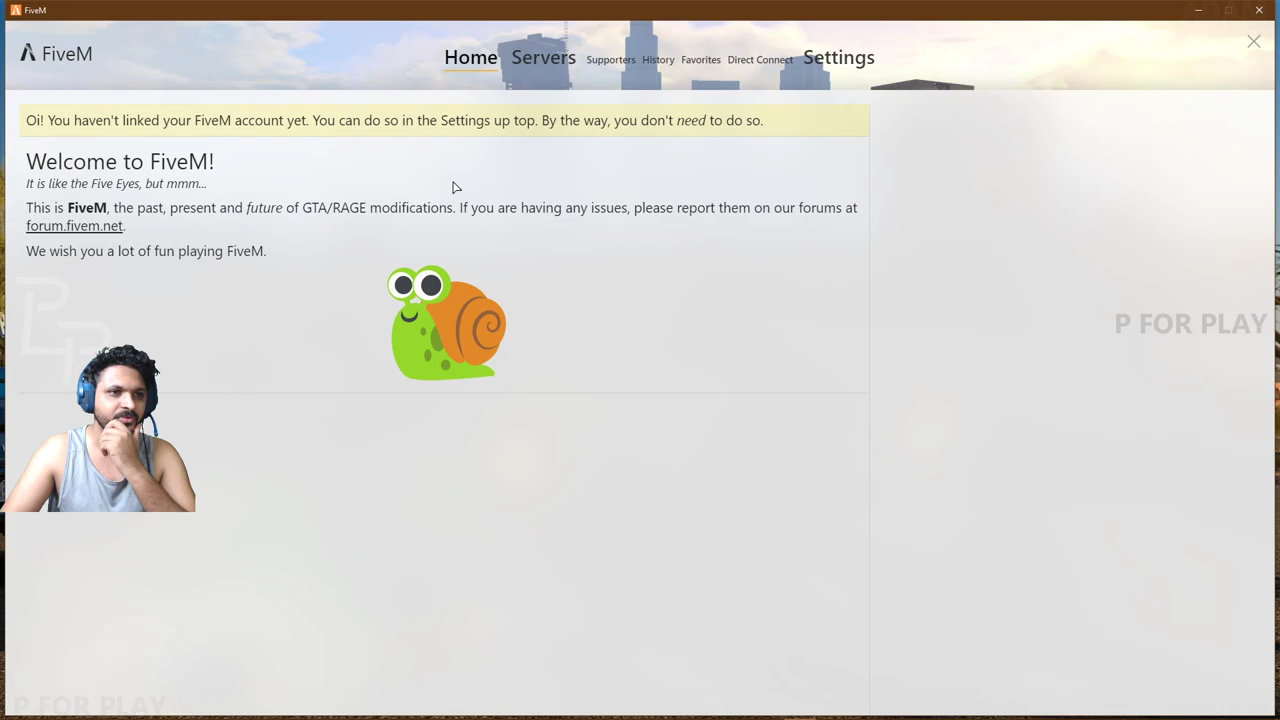 FiveM
FiveM
Home Servers Supporters History Favorites Direct Connect Settings
Oi! You haven't linked your FiveM account yet. You can do so in the Settings up top. By the way, you don't need to do so.
Welcome to FiveM!
It is like the Five Eyes, but mmm...
This is FiveM, the past, present and future of GTA/RAGE modifications. If you are having any issues, please report them on our forums at
forum.fivem.net.
We wish you a lot of fun playing FiveM.
P FOR PLAY
P FOR PLAY